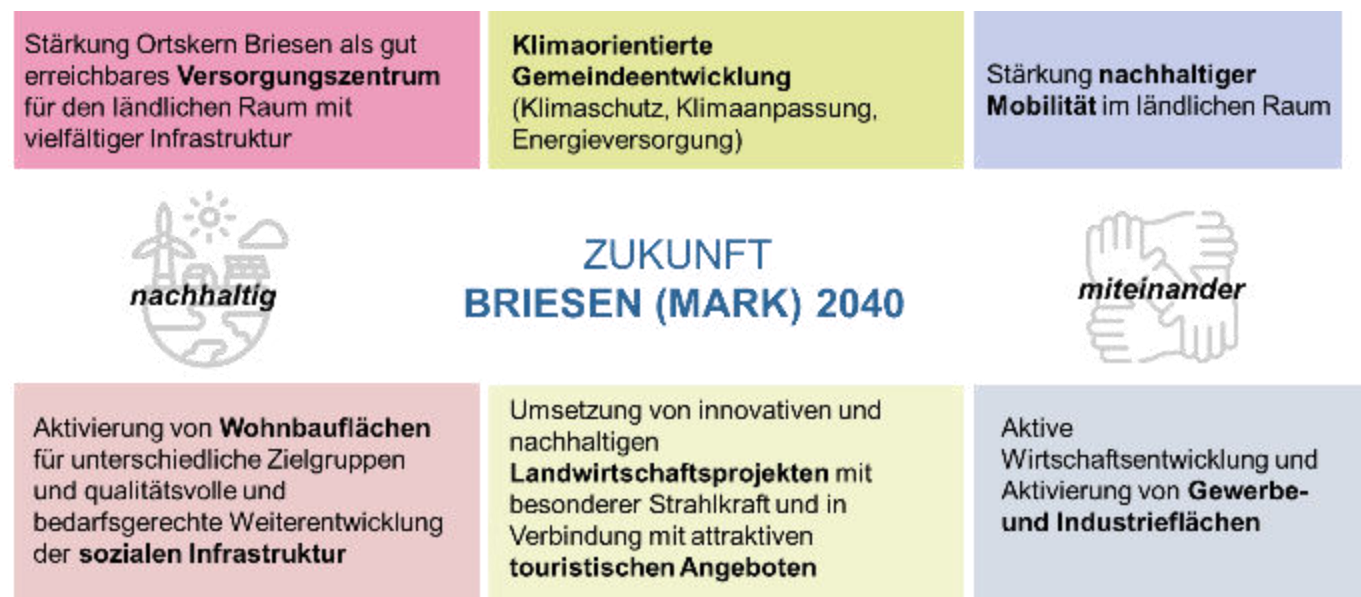 Stärkung Ortskern Briesen als gut
erreichbares Versorgungszentrum
für den ländlichen Raum mit
vielfältiger Infrastruktur
Klimaorientierte
Gemeindeentwicklung
(Klimaschutz, Klimaanpassung,
Energieversorgung)
Stärkung nachhaltiger
Mobilität im ländlichen Raum
nachhaltig
ZUKUNFT
BRIESEN (MARK) 2040
miteinander
Aktivierung von Wohnbauflächen
für unterschiedliche Zielgruppen
und qualitätsvolle und
bedarfsgerechte Weiterentwicklung
der sozialen Infrastruktur
Umsetzung von innovativen und
nachhaltigen
Landwirtschaftsprojekten mit
besonderer Strahlkraft und in
Verbindung mit attraktiven
touristischen Angeboten
Aktive
Wirtschaftsentwicklung und
Aktivierung von Gewerbe-
und Industrieflächen